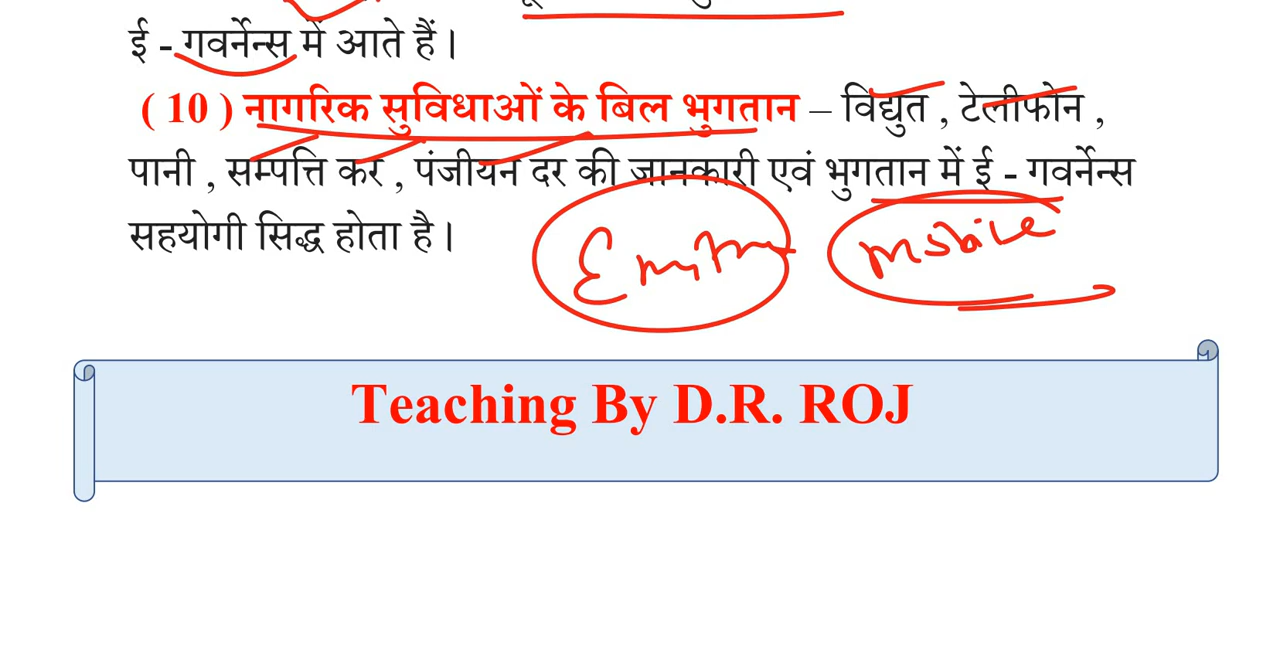 ई - गवर्नेन्स में आते हैं।
( 10 ) नागरिक सुविधाओं के बिल भुगतान – विद्युत , टेलीफोन ,
पानी , सम्पत्ति कर , पंजीयन दर की जानकारी एवं भुगतान में ई - गवर्नेन्स
सहयोगी सिद्ध होता है।
Emitra
Mobile
Teaching By D.R. ROJ